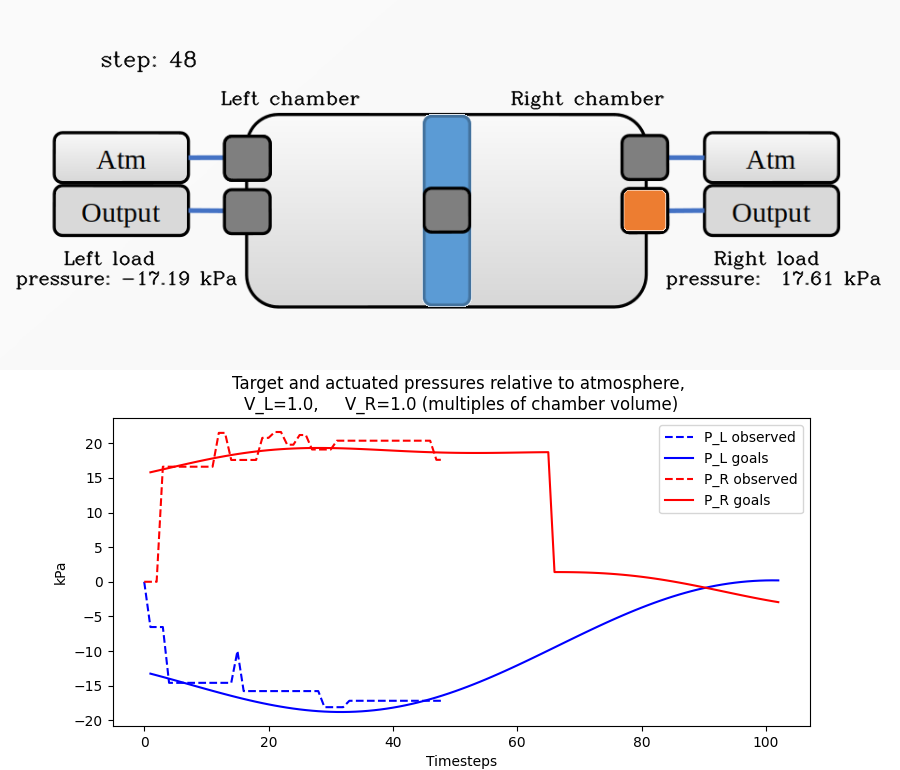 step: 48
Left chamber
Right chamber
Atm
Atm
Output
Output
Left load
pressure: −17.19 kPa
Right load
pressure: 17.61 kPa
Target and actuated pressures relative to atmosphere,
V_L=1.0, V_R=1.0 (multiples of chamber volume)
20
15
10
5
0
−5
−10
−15
−20
kPa
P_L observed
P_L goals
P_R observed
P_R goals
0 20 40 60 80 100
Timesteps